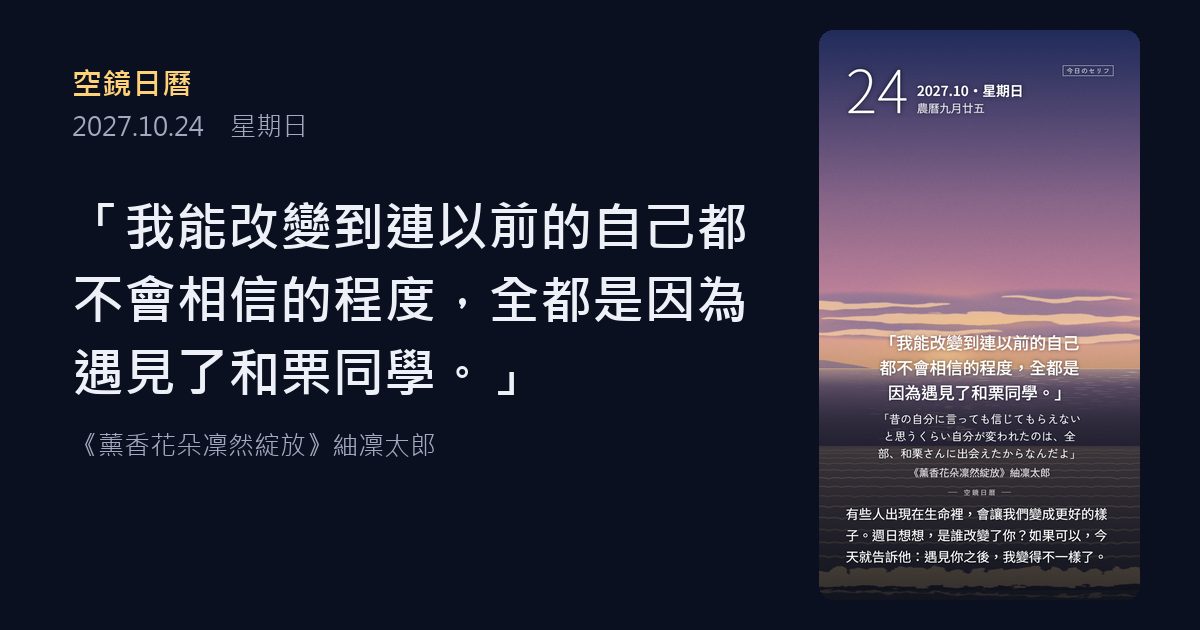 空鏡日曆
2027.10.24　星期日
「我能改變到連以前的自己都
不會相信的程度，全都是因為
遇見了和栗同學。」
《薰香花朵凜然綻放》紬凜太郎
24
2027.10・星期日
農曆九月廿五
今日のセリフ
「我能改變到連以前的自己
都不會相信的程度，全都是
因為遇見了和栗同學。」
「昔の自分に言っても信じてもらえない
と思うくらい自分が変われたのは、全
部、和栗さんに出会えたからなんだよ」
《薰香花朵凜然綻放》紬凜太郎
— 空鏡日曆 —
有些人出現在生命裡，會讓我們變成更好的樣
子。週日想想，是誰改變了你？如果可以，今
天就告訴他：遇見你之後，我變得不一樣了。